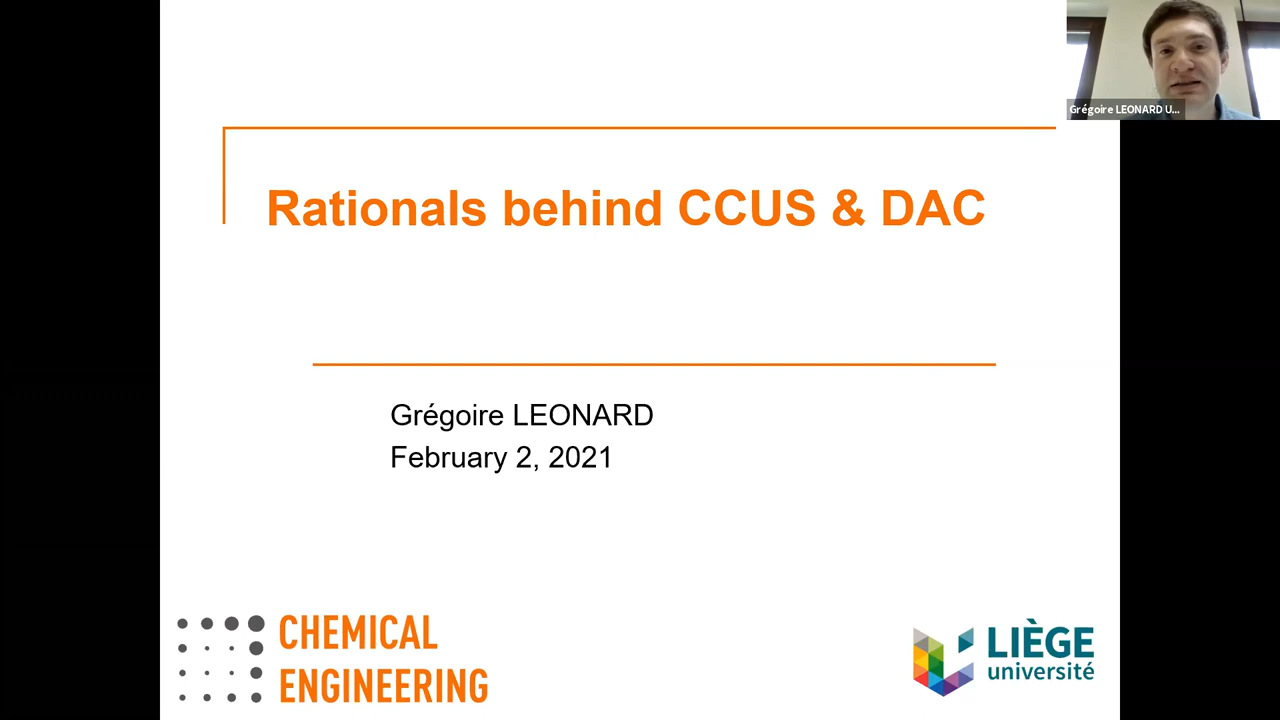 Grégoire LEONARD U...
Rationals behind CCUS & DAC
Grégoire LEONARD
February 2, 2021
CHEMICAL
ENGINEERING
LIÈGE
université